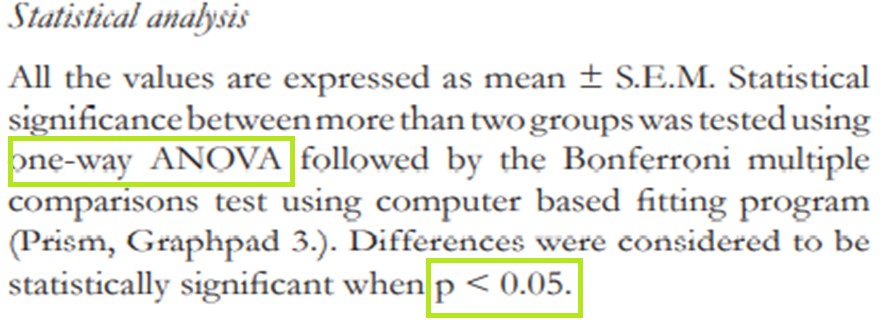 Statistical analysis
All the values are expressed as mean ± S.E.M. Statistical
significance between more than two groups was tested using
one-way ANOVA followed by the Bonferroni multiple
comparisons test using computer based fitting program
(Prism, Graphpad 3.). Differences were considered to be
statistically significant when p < 0.05.